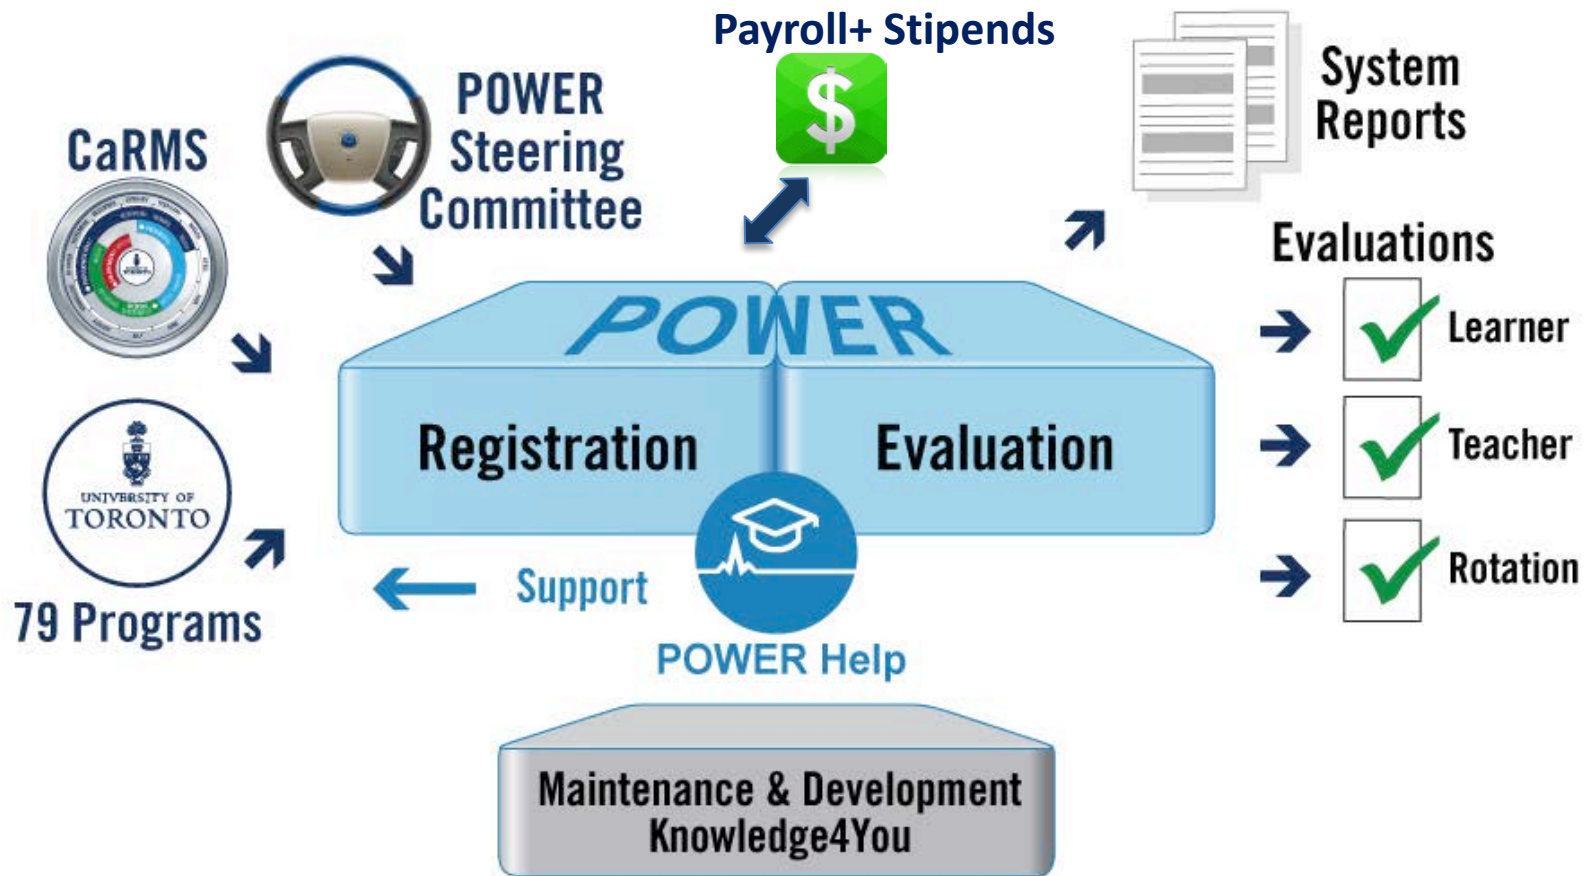 Payroll+ Stipends
POWER
Steering
Committee
System
Reports
CaRMS
Evaluations
POWER
Learner
Registration
Evaluation
Teacher
UNIVERSITY OF
TORONTO
79 Programs
Support
Rotation
POWER Help
Maintenance & Development
Knowledge4You